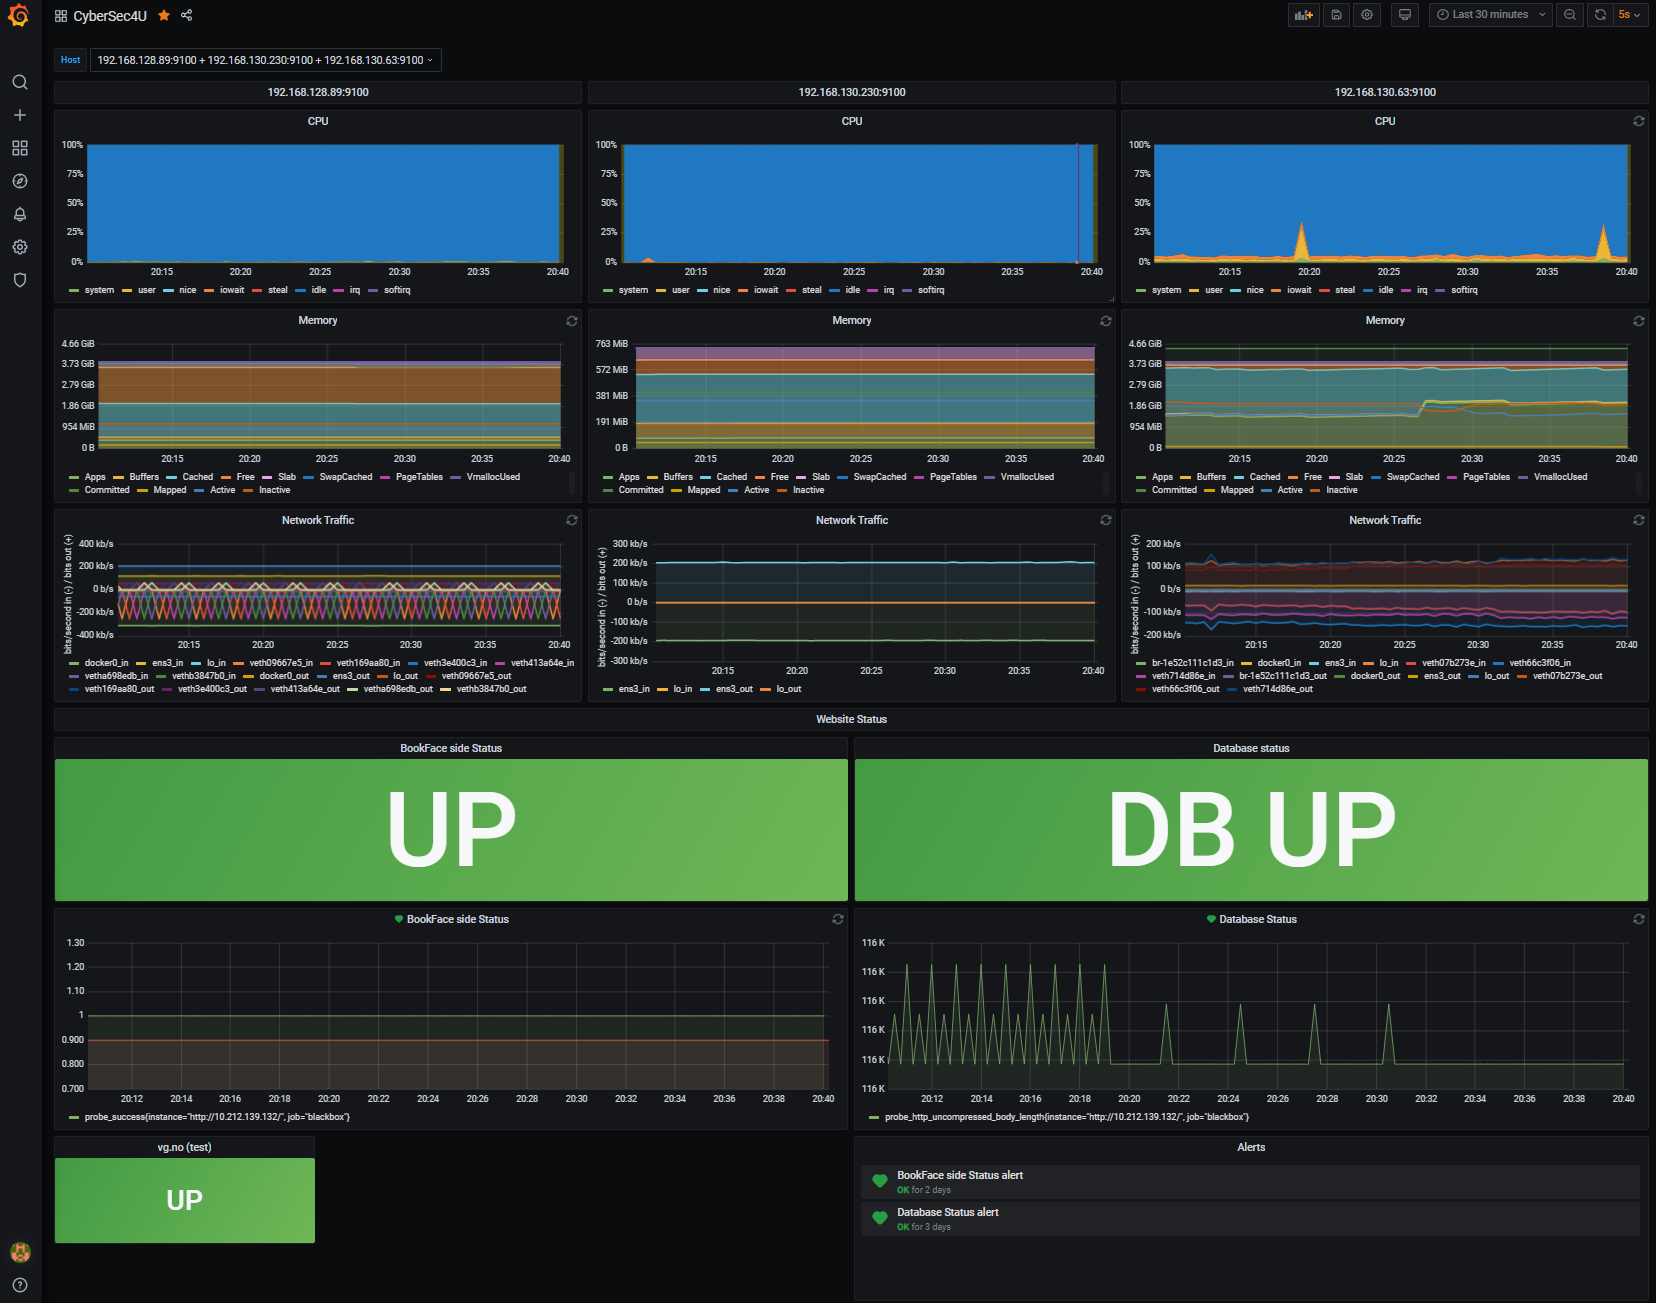 CyberSec4U
Last 30 minutes
5s
Host
192.168.128.89:9100 + 192.168.130.230:9100 + 192.168.130.63:9100
192.168.128.89:9100
192.168.130.230:9100
192.168.130.63:9100
CPU
100%
75%
50%
25%
0%
20:15 20:20 20:25 20:30 20:35 20:40
system user nice iowait steal idle irq softirq
CPU
100%
75%
50%
25%
0%
20:15 20:20 20:25 20:30 20:35 20:40
system user nice iowait steal idle irq softirq
CPU
100%
75%
50%
25%
0%
20:15 20:20 20:25 20:30 20:35 20:40
system user nice iowait steal idle irq softirq
Memory
4.66 GiB
3.73 GiB
2.79 GiB
1.86 GiB
954 MiB
0 B
20:15 20:20 20:25 20:30 20:35 20:40
Apps Buffers Cached Free Slab SwapCached PageTables VmallocUsed
Committed Mapped Active Inactive
Memory
763 MiB
572 MiB
381 MiB
191 MiB
0 B
20:15 20:20 20:25 20:30 20:35 20:40
Apps Buffers Cached Free Slab SwapCached PageTables VmallocUsed
Committed Mapped Active Inactive
Memory
4.66 GiB
3.73 GiB
2.79 GiB
1.86 GiB
954 MiB
0 B
20:15 20:20 20:25 20:30 20:35 20:40
Apps Buffers Cached Free Slab SwapCached PageTables VmallocUsed
Committed Mapped Active Inactive
Network Traffic
bits/second in (-) / bits out (+)
400 kb/s
200 kb/s
0 b/s
-200 kb/s
-400 kb/s
20:15 20:20 20:25 20:30 20:35 20:40
docker0_in ens3_in lo_in veth09667e5_in veth169aa80_in veth3e400c3_in veth413a64e_in
vetha698edb_in vethb3847b0_in docker0_out ens3_out lo_out veth09667e5_out
veth169aa80_out veth3e400c3_out veth413a64e_out vetha698edb_out vethb3847b0_out
Network Traffic
bits/second in (-) / bits out (+)
300 kb/s
200 kb/s
100 kb/s
0 b/s
-100 kb/s
-200 kb/s
-300 kb/s
20:15 20:20 20:25 20:30 20:35 20:40
ens3_in lo_in ens3_out lo_out
Network Traffic
bits/second in (-) / bits out (+)
200 kb/s
100 kb/s
0 b/s
-100 kb/s
-200 kb/s
20:15 20:20 20:25 20:30 20:35 20:40
br-1e52c111c1d3_in docker0_in ens3_in lo_in veth07b273e_in veth66c3f06_in
veth714d86e_in br-1e52c111c1d3_out docker0_out ens3_out lo_out veth07b273e_out
veth66c3f06_out veth714d86e_out
Website Status
BookFace side Status
UP
Database status
DB UP
BookFace side Status
1.30
1.20
1.10
1
0.900
0.800
0.700
20:12 20:14 20:16 20:18 20:20 20:22 20:24 20:26 20:28 20:30 20:32 20:34 20:36 20:38 20:40
probe_success{instance="http://10.212.139.132/", job="blackbox"}
Database Status
116 K
116 K
116 K
116 K
116 K
116 K
20:12 20:14 20:16 20:18 20:20 20:22 20:24 20:26 20:28 20:30 20:32 20:34 20:36 20:38 20:40
probe_http_uncompressed_body_length{instance="http://10.212.139.132/", job="blackbox"}
vg.no (test)
UP
Alerts
BookFace side Status alert
OK for 2 days
Database Status alert
OK for 3 days